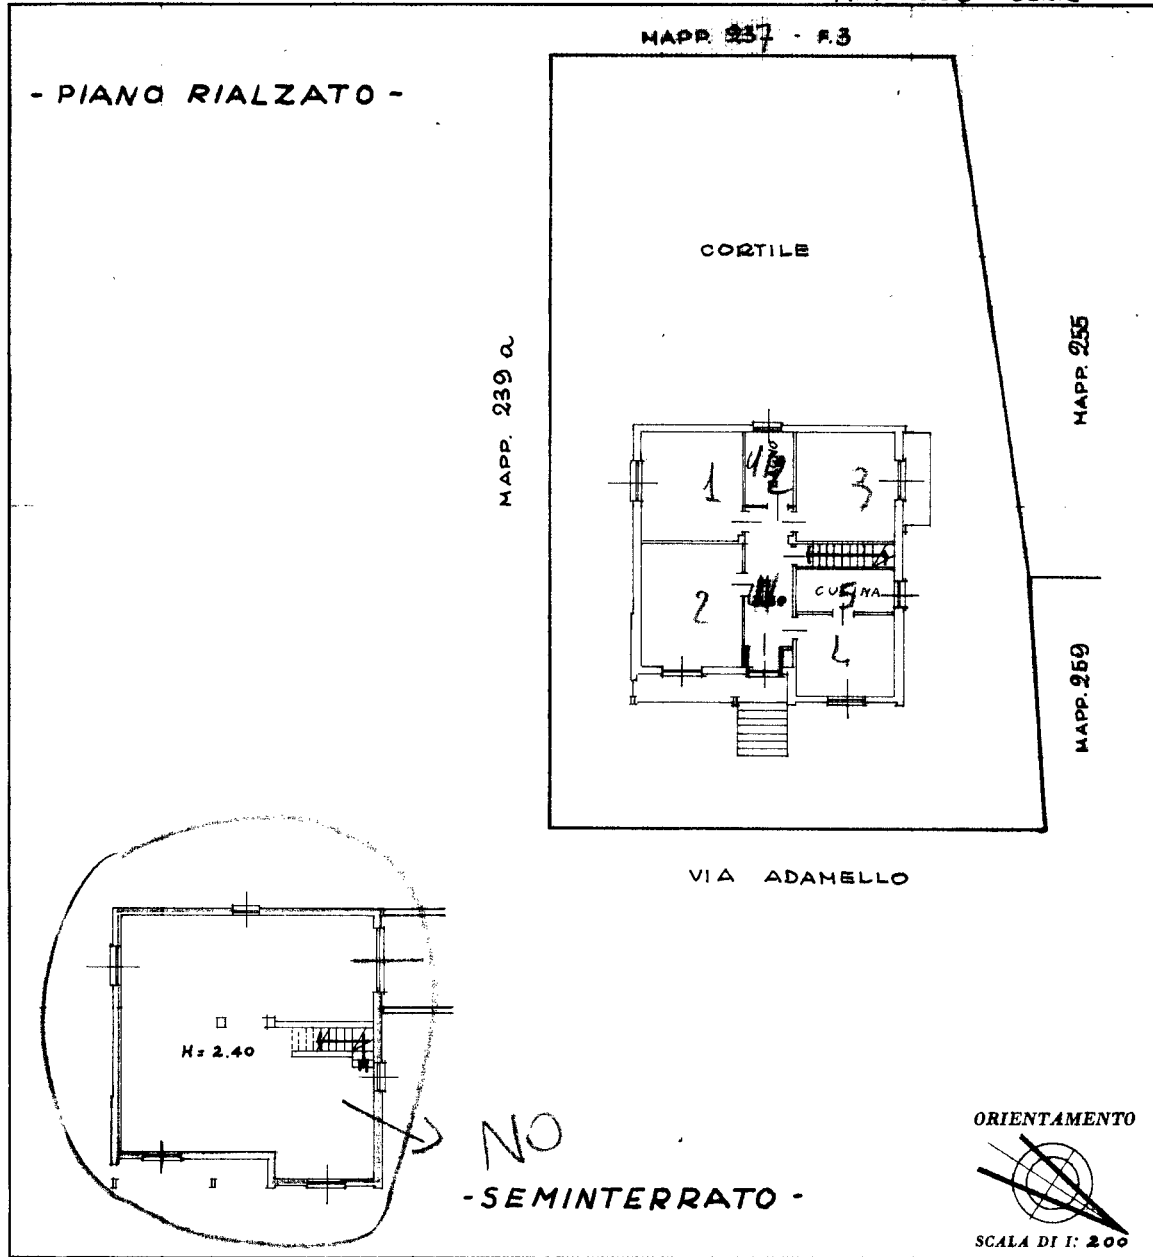 MAPP. 237 - F.3
- PIANO RIALZATO -
CORTILE
MAPP. 239 a
MAPP. 255
1
2
3
CUCINA
5
2
4
MAPP. 259
VIA ADAMELLO
H = 2.40
NO
- SEMINTERRATO -
ORIENTAMENTO
SCALA DI 1: 200